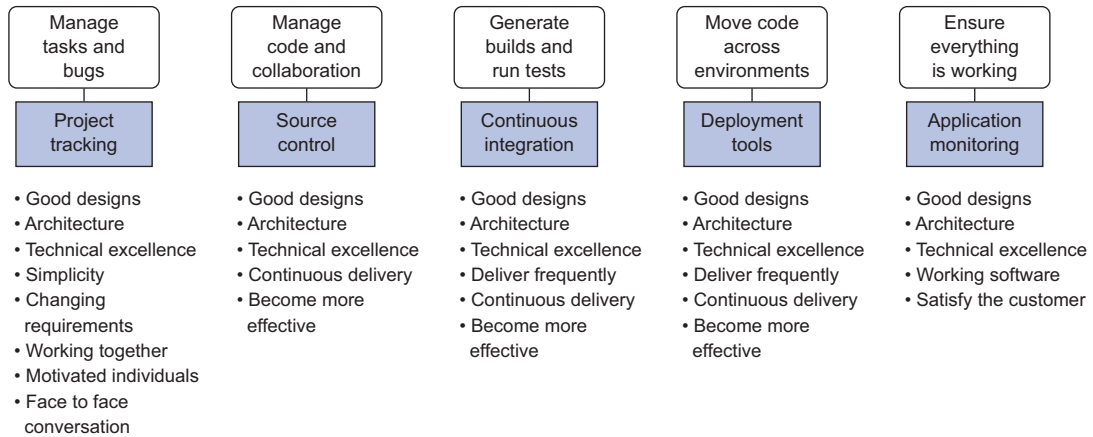 Manage
tasks and
bugs
Project
tracking
• Good designs
• Architecture
• Technical excellence
• Simplicity
• Changing
requirements
• Working together
• Motivated individuals
• Face to face
conversation
Manage
code and
collaboration
Source
control
• Good designs
• Architecture
• Technical excellence
• Continuous delivery
• Become more
effective
Generate
builds and
run tests
Continuous
integration
• Good designs
• Architecture
• Technical excellence
• Deliver frequently
• Continuous delivery
• Become more
effective
Move code
across
environments
Deployment
tools
• Good designs
• Architecture
• Technical excellence
• Deliver frequently
• Continuous delivery
• Become more
effective
Ensure
everything
is working
Application
monitoring
• Good designs
• Architecture
• Technical excellence
• Working software
• Satisfy the customer